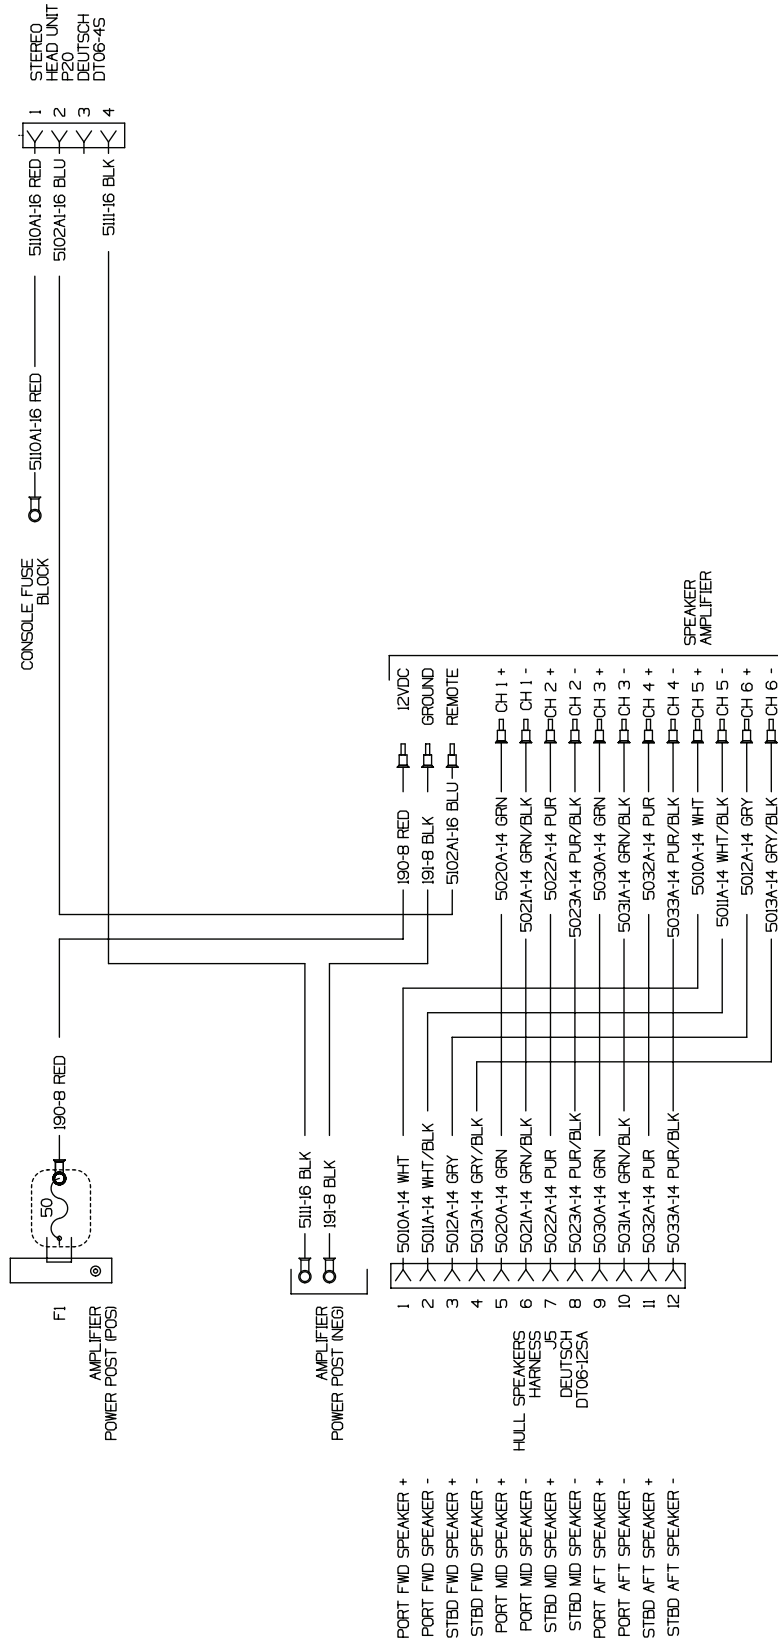 STEREO
HEAD UNIT
P20
DEUTSCH
DT06-4S
1
2
3
4
5110A1-16 RED
5102A1-16 BLU
5111-16 BLK
5110A1-16 RED
CONSOLE FUSE
BLOCK
SPEAKER
AMPLIFIER
12VDC
GROUND
REMOTE
CH 1 +
CH 1 -
CH 2 +
CH 2 -
CH 3 +
CH 3 -
CH 4 +
CH 4 -
CH 5 +
CH 5 -
CH 6 +
CH 6 -
190-8 RED
191-8 BLK
5102A1-16 BLU
5020A-14 GRN
5021A-14 GRN/BLK
5022A-14 PUR
5023A-14 PUR/BLK
5030A-14 GRN
5031A-14 GRN/BLK
5032A-14 PUR
5033A-14 PUR/BLK
5010A-14 WHT
5011A-14 WHT/BLK
5012A-14 GRY
5013A-14 GRY/BLK
190-8 RED
50
F1
AMPLIFIER
POWER POST (POS)
5111-16 BLK
191-8 BLK
AMPLIFIER
POWER POST (NEG)
5010A-14 WHT
5011A-14 WHT/BLK
5012A-14 GRY
5013A-14 GRY/BLK
5020A-14 GRN
5021A-14 GRN/BLK
5022A-14 PUR
5023A-14 PUR/BLK
5030A-14 GRN
5031A-14 GRN/BLK
5032A-14 PUR
5033A-14 PUR/BLK
1
2
3
4
5
6
7
8
9
10
11
12
HULL SPEAKERS
HARNESS
J5
DEUTSCH
DT06-12SA
PORT FWD SPEAKER +
PORT FWD SPEAKER -
STBD FWD SPEAKER +
STBD FWD SPEAKER -
PORT MID SPEAKER +
PORT MID SPEAKER -
STBD MID SPEAKER +
STBD MID SPEAKER -
PORT AFT SPEAKER +
PORT AFT SPEAKER -
STBD AFT SPEAKER +
STBD AFT SPEAKER -